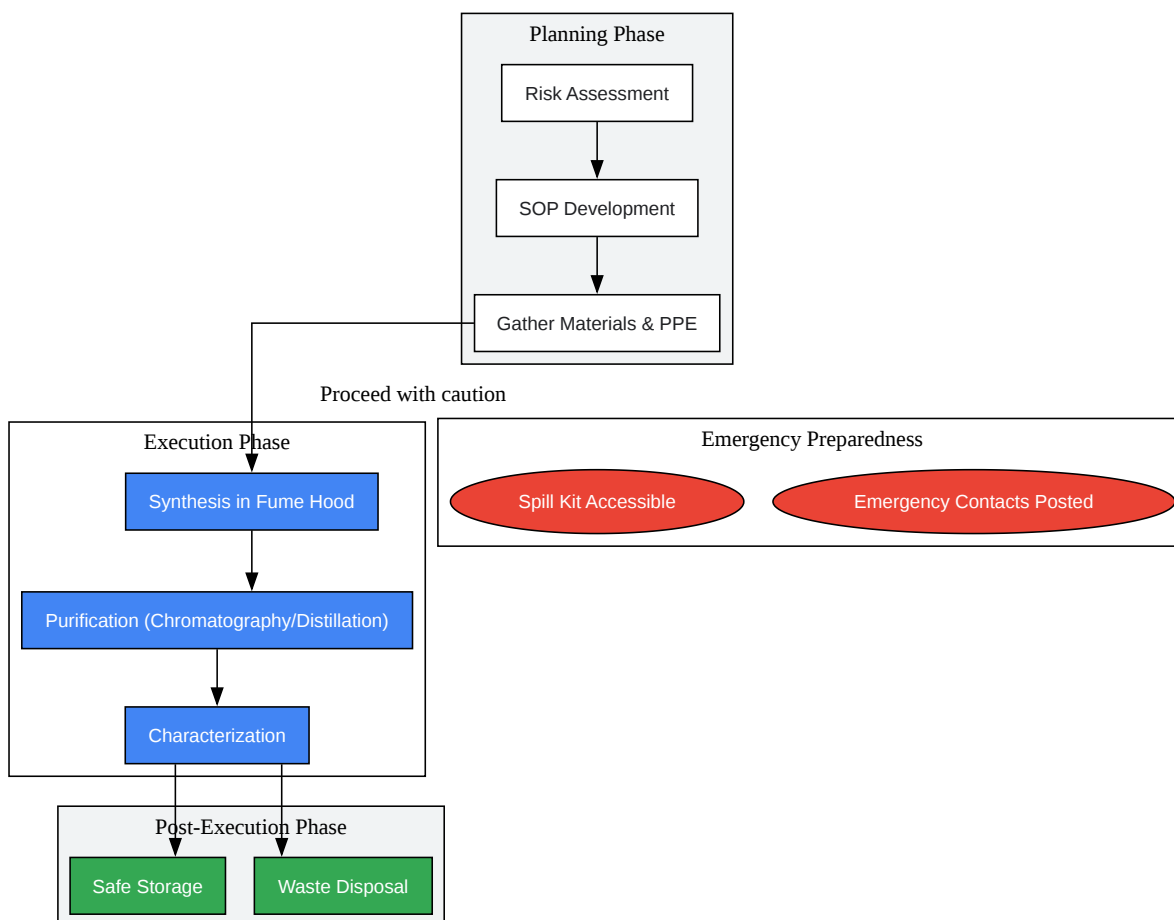 Planning Phase
Risk Assessment
SOP Development
Gather Materials & PPE
Proceed with caution
Execution Phase
Synthesis in Fume Hood
Purification (Chromatography/Distillation)
Characterization
Emergency Preparedness
Spill Kit Accessible
Emergency Contacts Posted
Post-Execution Phase
Safe Storage
Waste Disposal